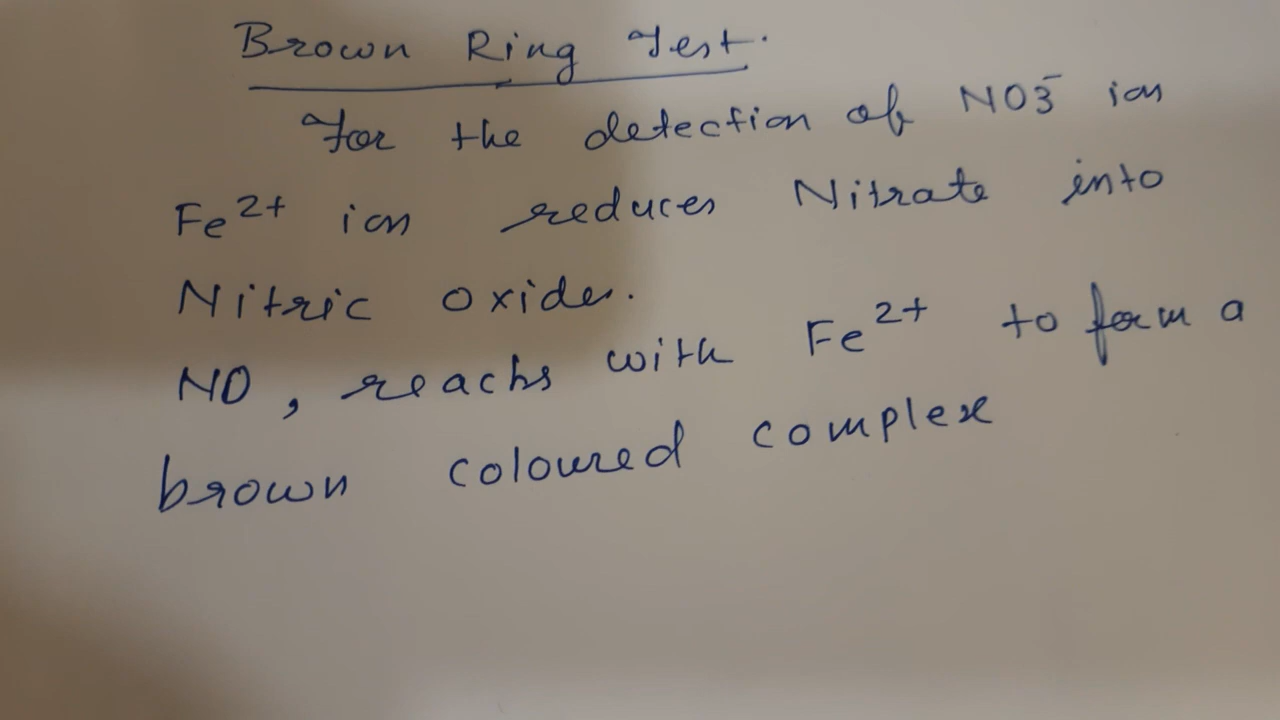 Brown Ring Test.
For the detection of NO3⁻ ion
Fe²⁺ ion reduces Nitrate into
Nitric oxide.
NO, reacts with Fe²⁺ to form a
brown coloured complex